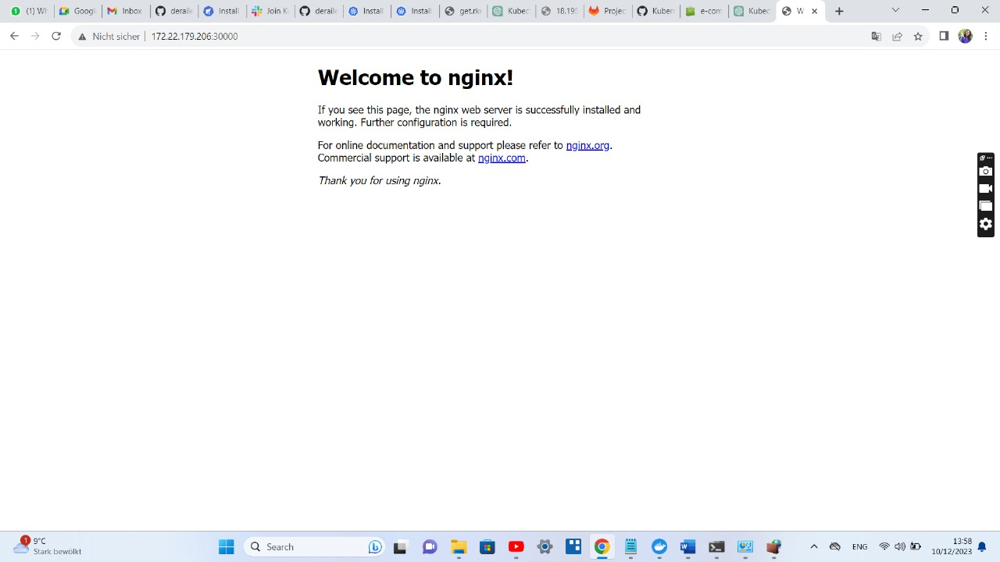 (1) Wh
Googl
Inbox
deraile
Install
Join K
deraile
Install
Install
get.rke
Kubec
Projec
Kubern
e-com
Kubec
W
Nicht sicher 172.22.179.206:30000
Welcome to nginx!
If you see this page, the nginx web server is successfully installed and
working. Further configuration is required.
For online documentation and support please refer to nginx.org.
Commercial support is available at nginx.com.
Thank you for using nginx.
1
9°C
Stark bewölkt
Search
ENG
13:58
10/12/2023